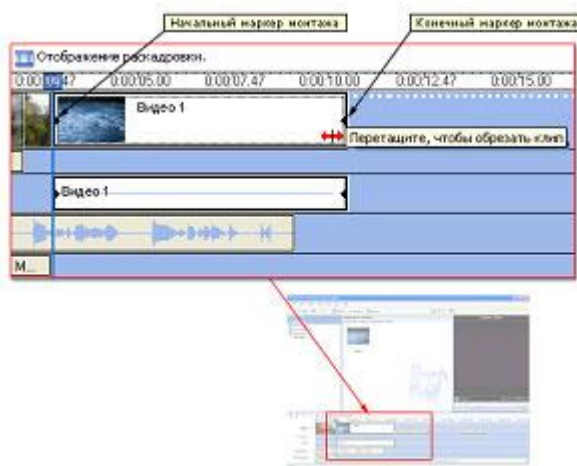 Начальный маркер монтажа
Конечный маркер монтажа
Отображение раскадровки.
0:00:05.00 0:00:07.47 0:00:10.00 0:00:12.47 0:00:15.00
Видео 1
Перетащите, чтобы обрезать клип
Видео 1
М...